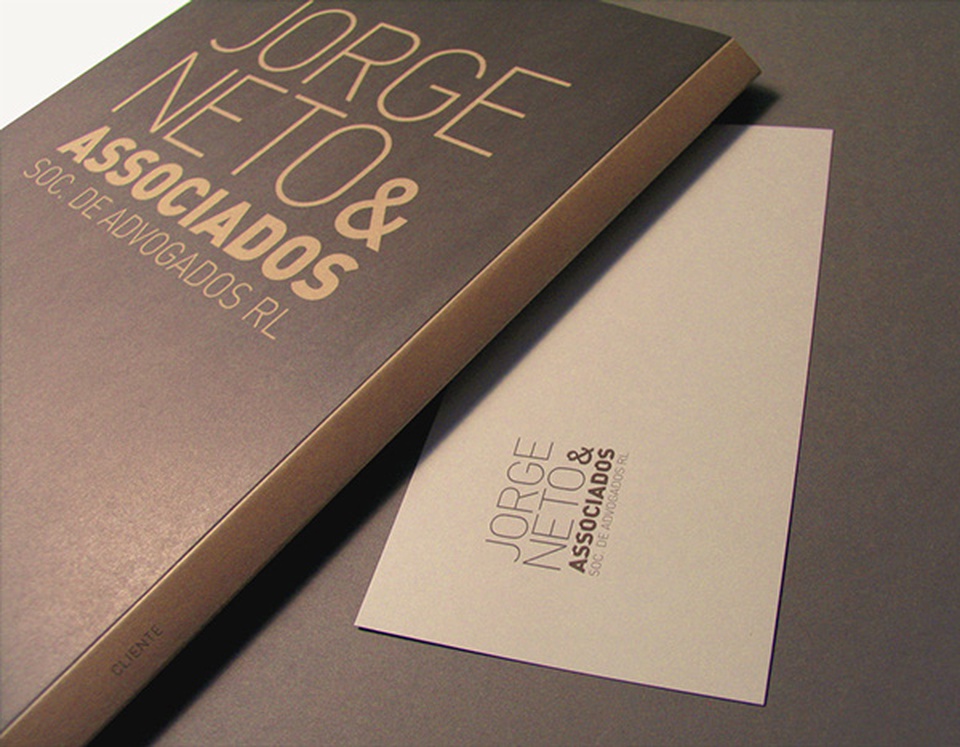 JORGE
NETO&
ASSOCIADOS
SOC. DE ADVOGADOS RL
CLIENTE
JORGE
NETO&
ASSOCIADOS
SOC. DE ADVOGADOS RL